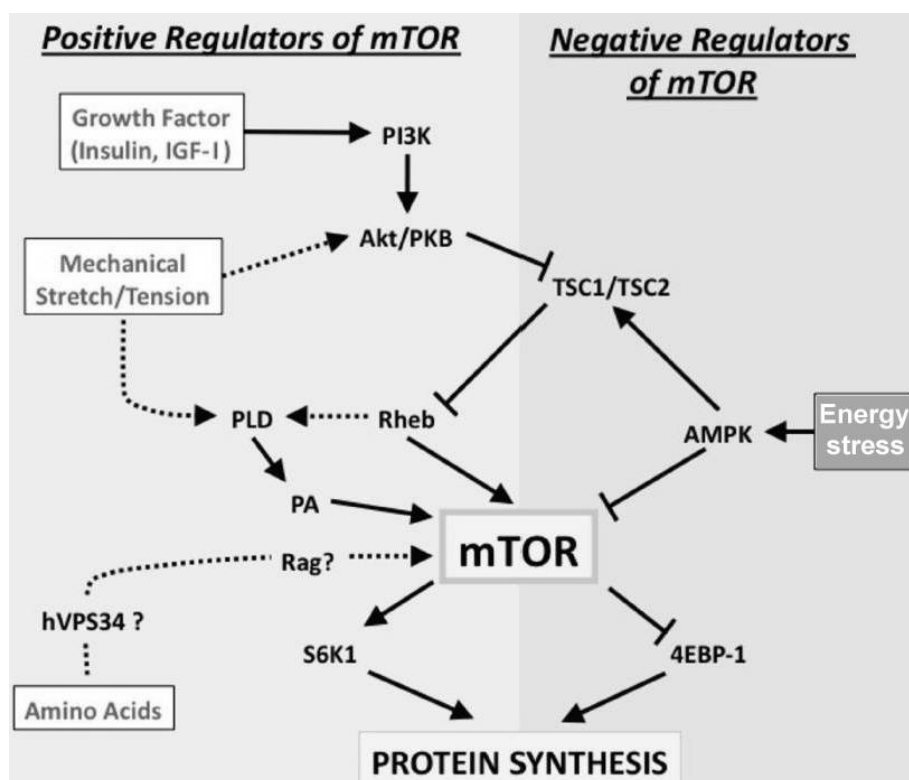 Positive Regulators of mTOR
Negative Regulators
of mTOR
Growth Factor
(Insulin, IGF-I)
PI3K
Akt/PKB
Mechanical
Stretch/Tension
TSC1/TSC2
PLD
Rheb
AMPK
Energy
stress
PA
mTOR
Rag?
hVPS34 ?
S6K1
4EBP-1
Amino Acids
PROTEIN SYNTHESIS